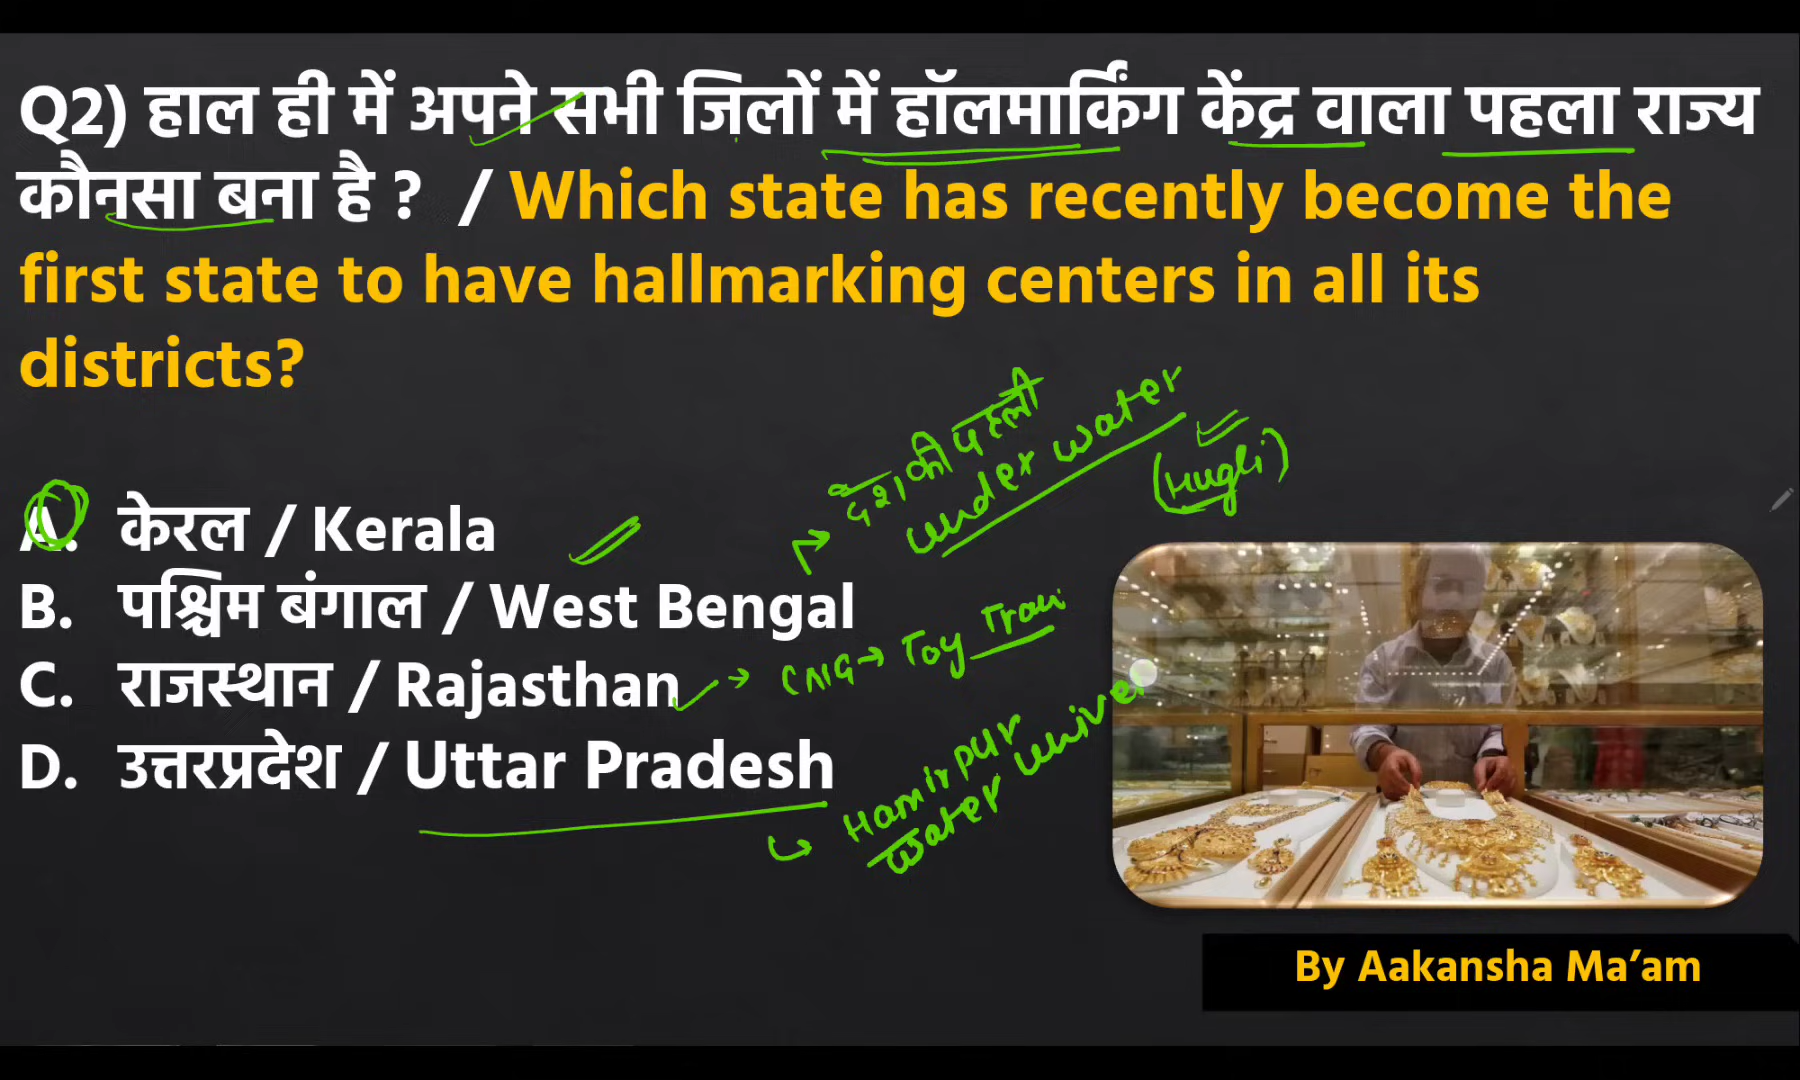 Q2) हाल ही में अपने सभी जिलों में हॉलमार्किंग केंद्र वाला पहला राज्य
कौनसा बना है ? / Which state has recently become the
first state to have hallmarking centers in all its
districts?
देश की पहली
under water
(Hugli)
A. केरल / Kerala
B. पश्चिम बंगाल / West Bengal
C. राजस्थान / Rajasthan → CNG → Toy Train
D. उत्तरप्रदेश / Uttar Pradesh
Hamirpur
water univer
By Aakansha Ma’am